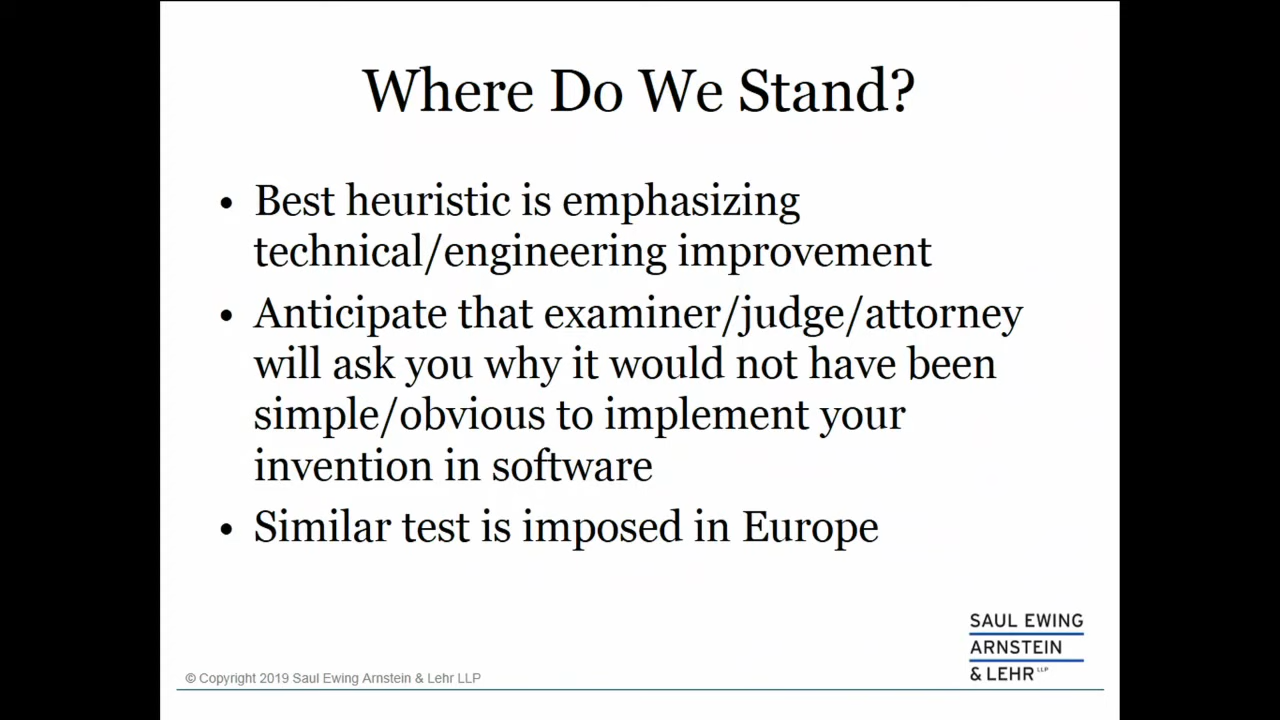 Where Do We Stand?
• Best heuristic is emphasizing
technical/engineering improvement
• Anticipate that examiner/judge/attorney
will ask you why it would not have been
simple/obvious to implement your
invention in software
• Similar test is imposed in Europe
SAUL EWING
ARNSTEIN
& LEHR LLP
© Copyright 2019 Saul Ewing Arnstein & Lehr LLP